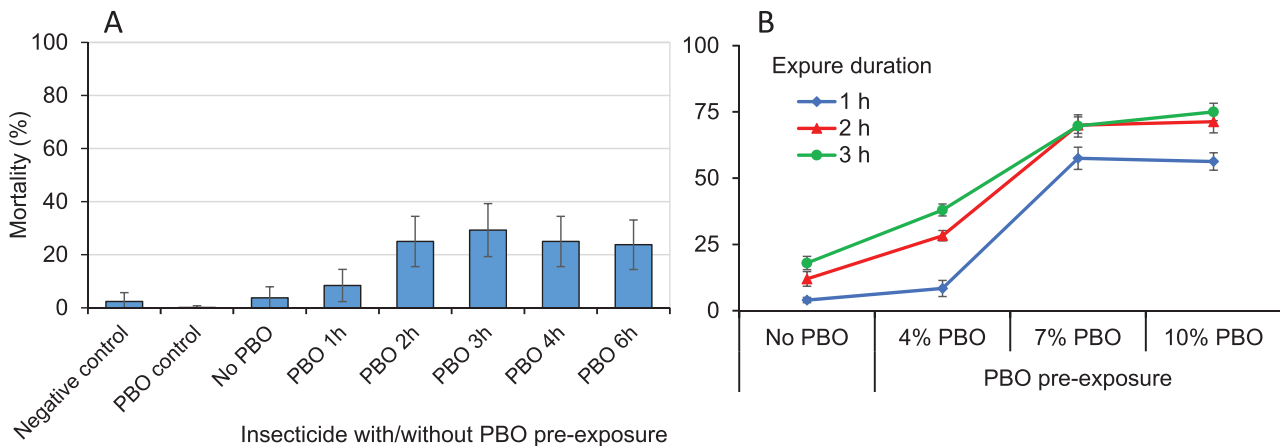 A
100
80
60
40
20
0
Mortality (%)
Negative control
PBO control
No PBO
PBO 1h
PBO 2h
PBO 3h
PBO 4h
PBO 6h
Insecticide with/without PBO pre-exposure
B
100
75
50
25
0
Expure duration
1 h
2 h
3 h
No PBO
4% PBO
7% PBO
10% PBO
PBO pre-exposure